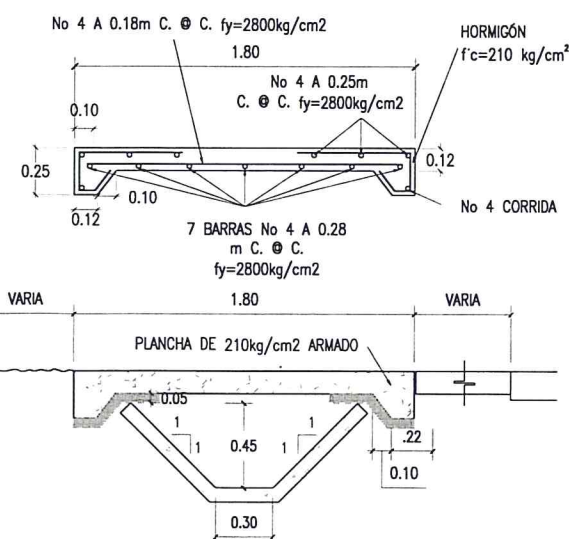 No 4 A 0.18m C. @ C. fy=2800kg/cm2
1.80
HORMIGÓN
f'c=210 kg/cm²
No 4 A 0.25m
C. @ C. fy=2800kg/cm2
0.10
0.25
0.12
0.10
0.12
No 4 CORRIDA
7 BARRAS No 4 A 0.28
m C. @ C.
fy=2800kg/cm2
VARIA
1.80
VARIA
PLANCHA DE 210kg/cm2 ARMADO
0.05
1
1
0.45
1
1
.22
0.10
0.30